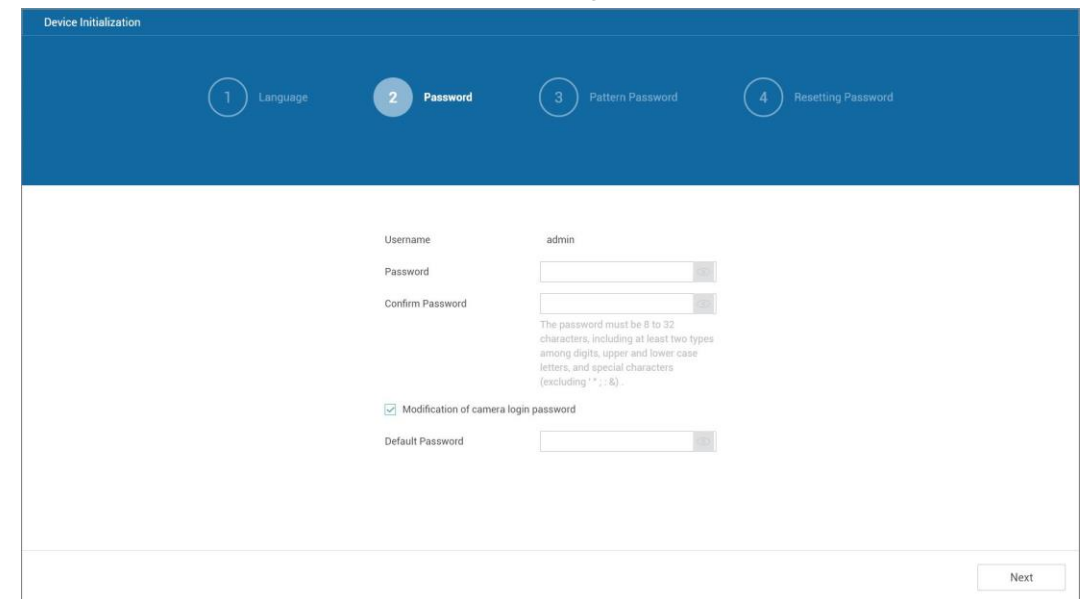 Device Initialization
1 Language 2 Password 3 Pattern Password 4 Resetting Password
Username admin
Password
Confirm Password
The password must be 8 to 32
characters, including at least two types
among digits, upper and lower case
letters, and special characters
(excluding ' " ; : &) .
Modification of camera login password
Default Password
Next